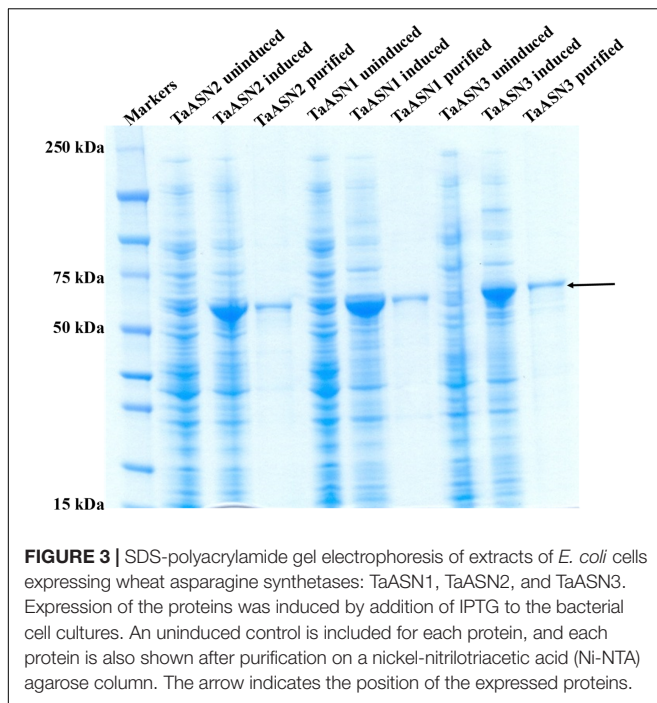 Markers
TaASN2 uninduced
TaASN2 induced
TaASN2 purified
TaASN1 uninduced
TaASN1 induced
TaASN1 purified
TaASN3 uninduced
TaASN3 induced
TaASN3 purified
250 kDa
75 kDa
50 kDa
15 kDa
FIGURE 3 | SDS-polyacrylamide gel electrophoresis of extracts of E. coli cells
expressing wheat asparagine synthetases: TaASN1, TaASN2, and TaASN3.
Expression of the proteins was induced by addition of IPTG to the bacterial
cell cultures. An uninduced control is included for each protein, and each
protein is also shown after purification on a nickel-nitrilotriacetic acid (Ni-NTA)
agarose column. The arrow indicates the position of the expressed proteins.